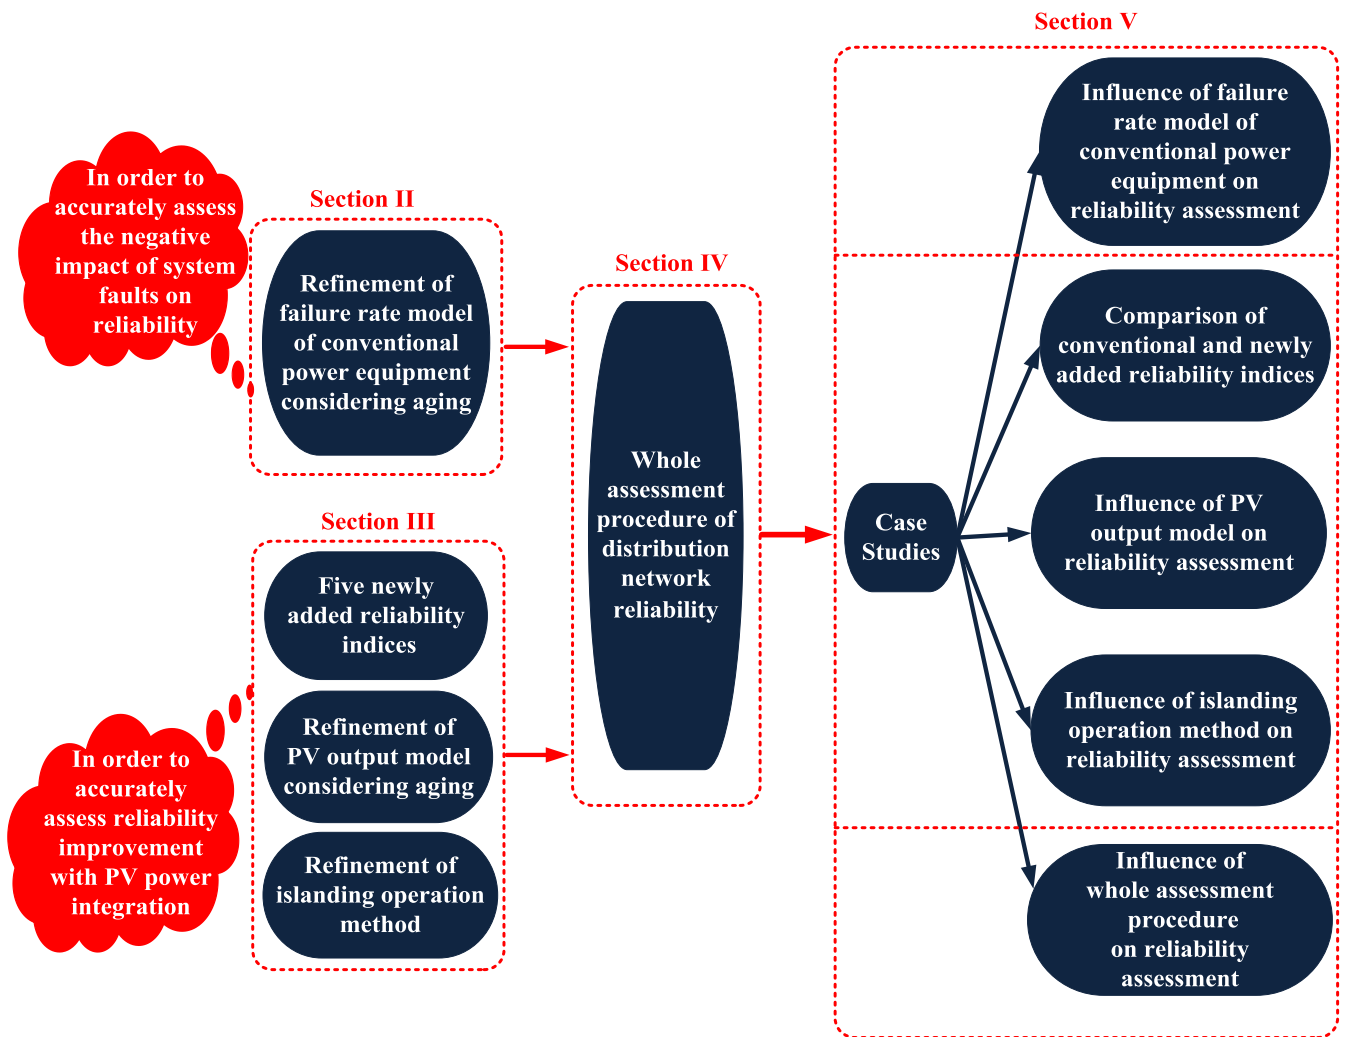 In order to
accurately assess
the negative
impact of system
faults on
reliability
Section II
Refinement of
failure rate model
of conventional
power equipment
considering aging
In order to
accurately
assess reliability
improvement
with PV power
integration
Section III
Five newly
added reliability
indices
Refinement of
PV output model
considering aging
Refinement of
islanding operation
method
Section IV
Whole
assessment
procedure of
distribution
network
reliability
Section V
Case
Studies
Influence of failure
rate model of
conventional power
equipment on
reliability assessment
Comparison of
conventional and newly
added reliability indices
Influence of PV
output model on
reliability assessment
Influence of islanding
operation method on
reliability assessment
Influence of
whole assessment
procedure
on reliability
assessment